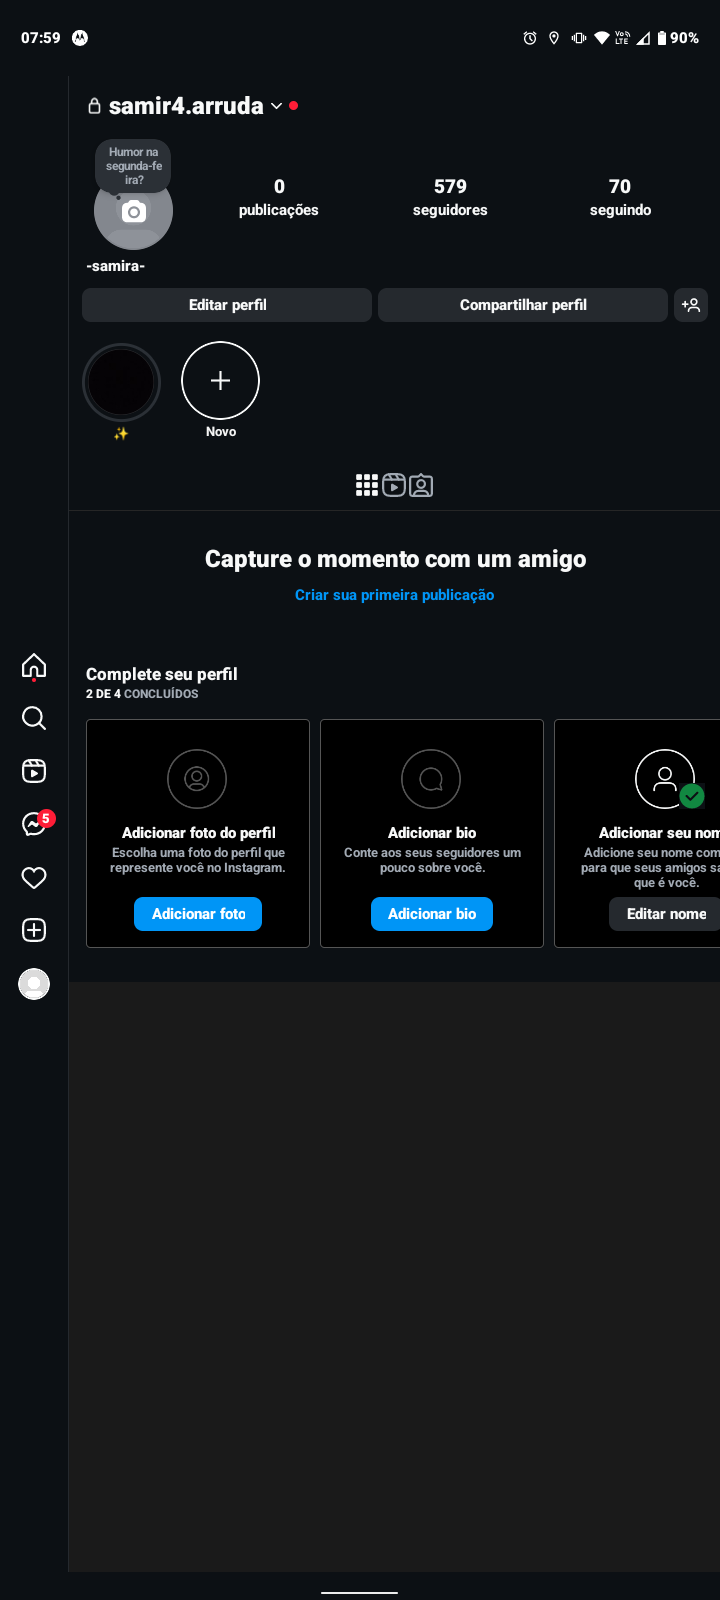 07:59
Vo
LTE
90%
samir4.arruda
Humor na
segunda-fe
ira?
0
publicações
579
seguidores
70
seguindo
-samira-
Editar perfil
Compartilhar perfil
✨
Novo
Capture o momento com um amigo
Criar sua primeira publicação
Complete seu perfil
2 DE 4 CONCLUÍDOS
Adicionar foto do perfil
Escolha uma foto do perfil que
represente você no Instagram.
Adicionar foto
Adicionar bio
Conte aos seus seguidores um
pouco sobre você.
Adicionar bio
Adicionar seu nom
Adicione seu nome com
para que seus amigos sa
que é você.
Editar nome
5